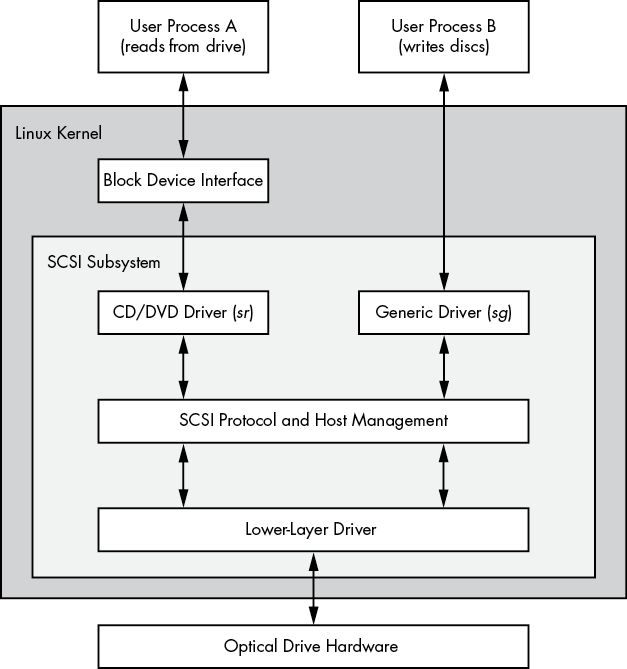 User Process A
(reads from drive)
User Process B
(writes discs)
Linux Kernel
Block Device Interface
SCSI Subsystem
CD/DVD Driver (sr)
Generic Driver (sg)
SCSI Protocol and Host Management
Lower-Layer Driver
Optical Drive Hardware